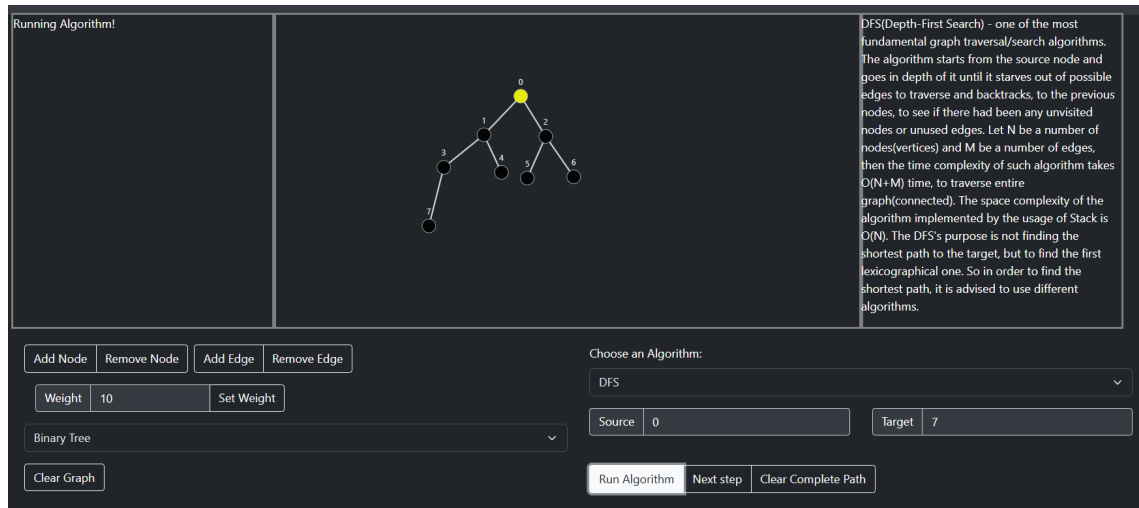 Running Algorithm!
0
1
2
3
4
5
6
7
DFS(Depth-First Search) - one of the most
fundamental graph traversal/search algorithms.
The algorithm starts from the source node and
goes in depth of it until it starves out of possible
edges to traverse and backtracks, to the previous
nodes, to see if there had been any unvisited
nodes or unused edges. Let N be a number of
nodes(vertices) and M be a number of edges,
then the time complexity of such algorithm takes
O(N+M) time, to traverse entire
graph(connected). The space complexity of the
algorithm implemented by the usage of Stack is
O(N). The DFS's purpose is not finding the
shortest path to the target, but to find the first
lexicographical one. So in order to find the
shortest path, it is advised to use different
algorithms.
Add Node Remove Node Add Edge Remove Edge
Weight 10 Set Weight
Binary Tree
Clear Graph
Choose an Algorithm:
DFS
Source 0 Target 7
Run Algorithm Next step Clear Complete Path